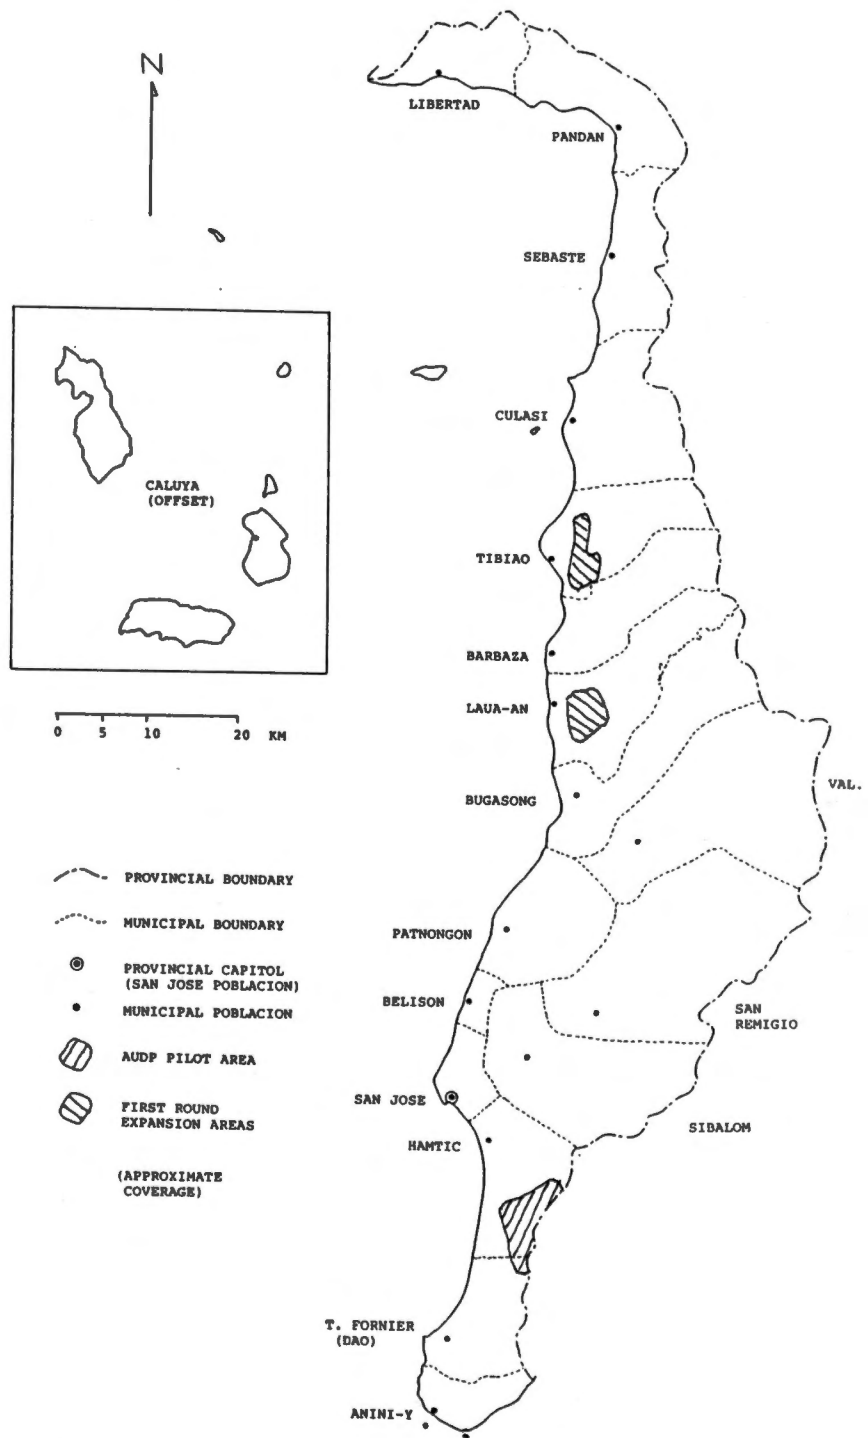 N
LIBERTAD
PANDAN
SEBASTE
CULASI
CALUYA
(OFFSET)
TIBIAO
BARBAZA
LAUA-AN
0 5 10 20 KM
BUGASONG
VAL.
PROVINCIAL BOUNDARY
MUNICIPAL BOUNDARY
PROVINCIAL CAPITOL
(SAN JOSE POBLACION)
MUNICIPAL POBLACION
AUDP PILOT AREA
FIRST ROUND
EXPANSION AREAS
(APPROXIMATE
COVERAGE)
PATNONGON
BELISON
SAN
REMIGIO
SAN JOSE
SIBALOM
HAMTIC
T. FORNIER
(DAO)
ANINI-Y